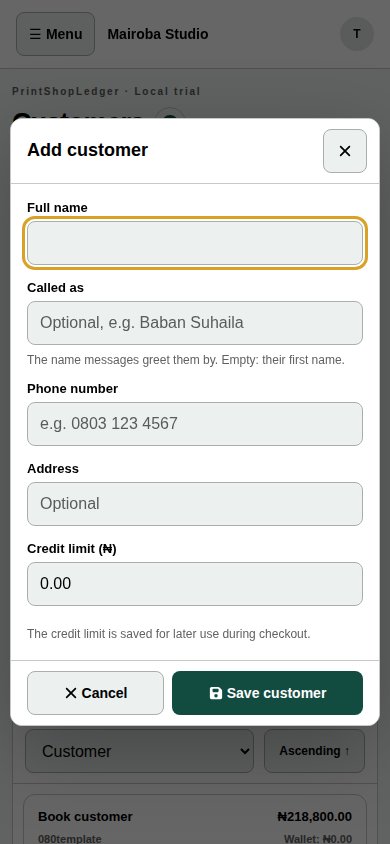 ☰ Menu
Mairoba Studio
T
PrintShopLedger · Local trial
Add customer
Full name
Called as
Optional, e.g. Baban Suhaila
The name messages greet them by. Empty: their first name.
Phone number
e.g. 0803 123 4567
Address
Optional
Credit limit (₦)
0.00
The credit limit is saved for later use during checkout.
Cancel
Save customer
Customer
Ascending ↑
Book customer
₦218,800.00
080template
Wallet: ₦0.00